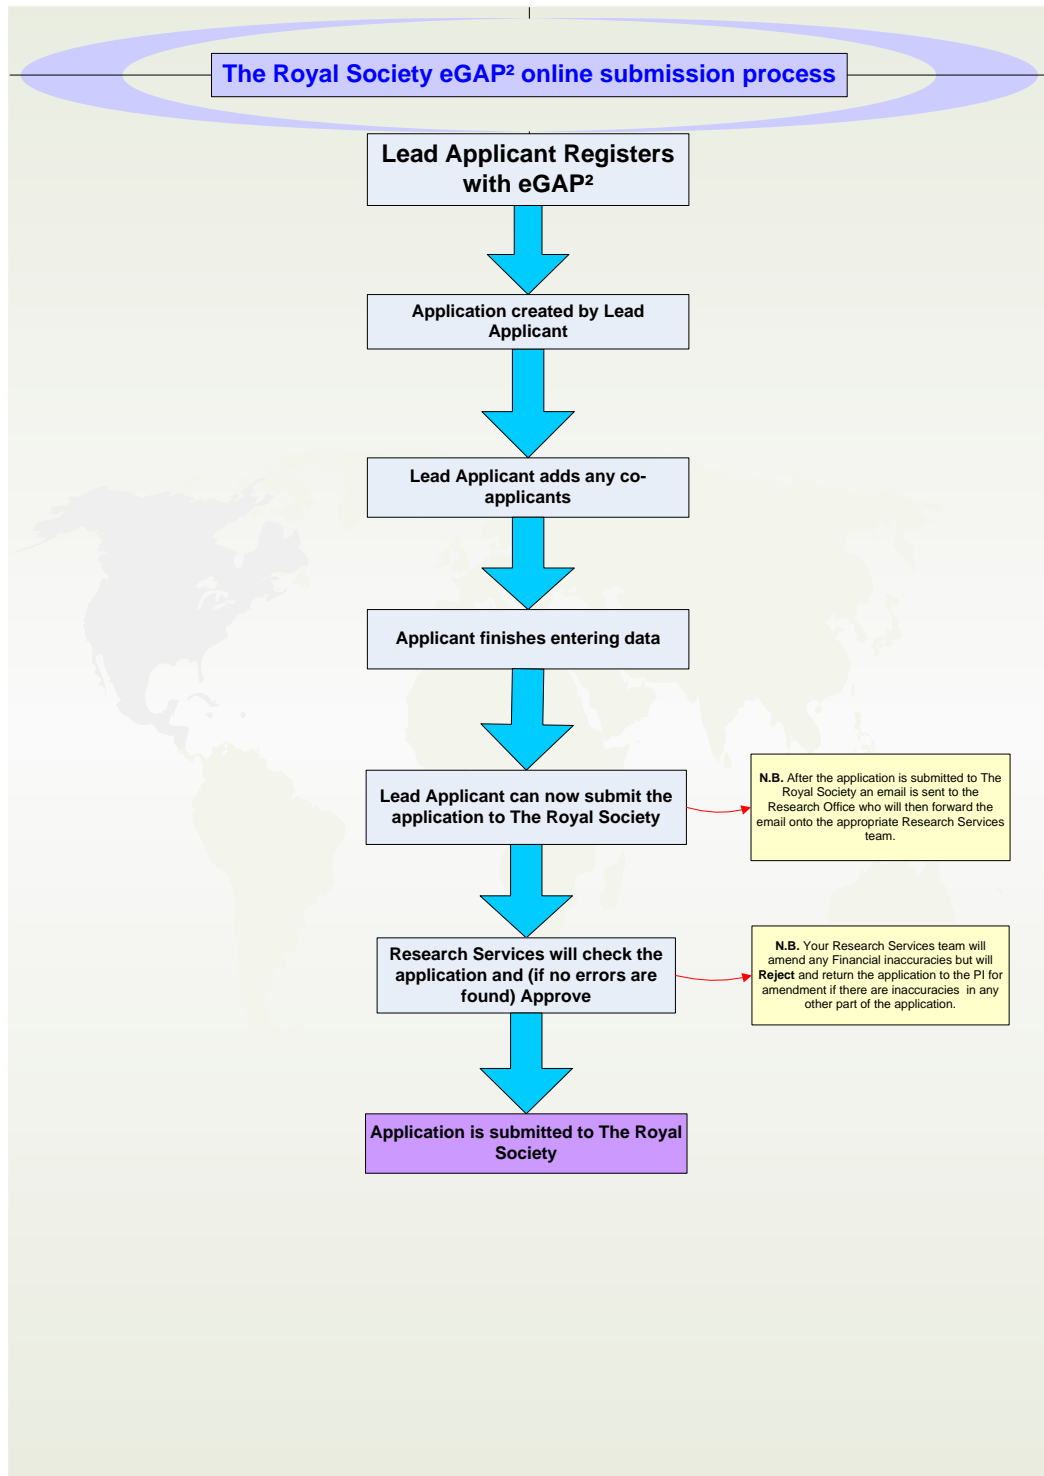 The Royal Society eGAP² online submission process
Lead Applicant Registers
with eGAP²
Application created by Lead
Applicant
Lead Applicant adds any co-
applicants
Applicant finishes entering data
Lead Applicant can now submit the
application to The Royal Society
N.B. After the application is submitted to The
Royal Society an email is sent to the
Research Office who will then forward the
email onto the appropriate Research Services
team.
Research Services will check the
application and (if no errors are
found) Approve
N.B. Your Research Services team will
amend any Financial inaccuracies but will
Reject and return the application to the PI for
amendment if there are inaccuracies  in any
other part of the application.
Application is submitted to The Royal
Society